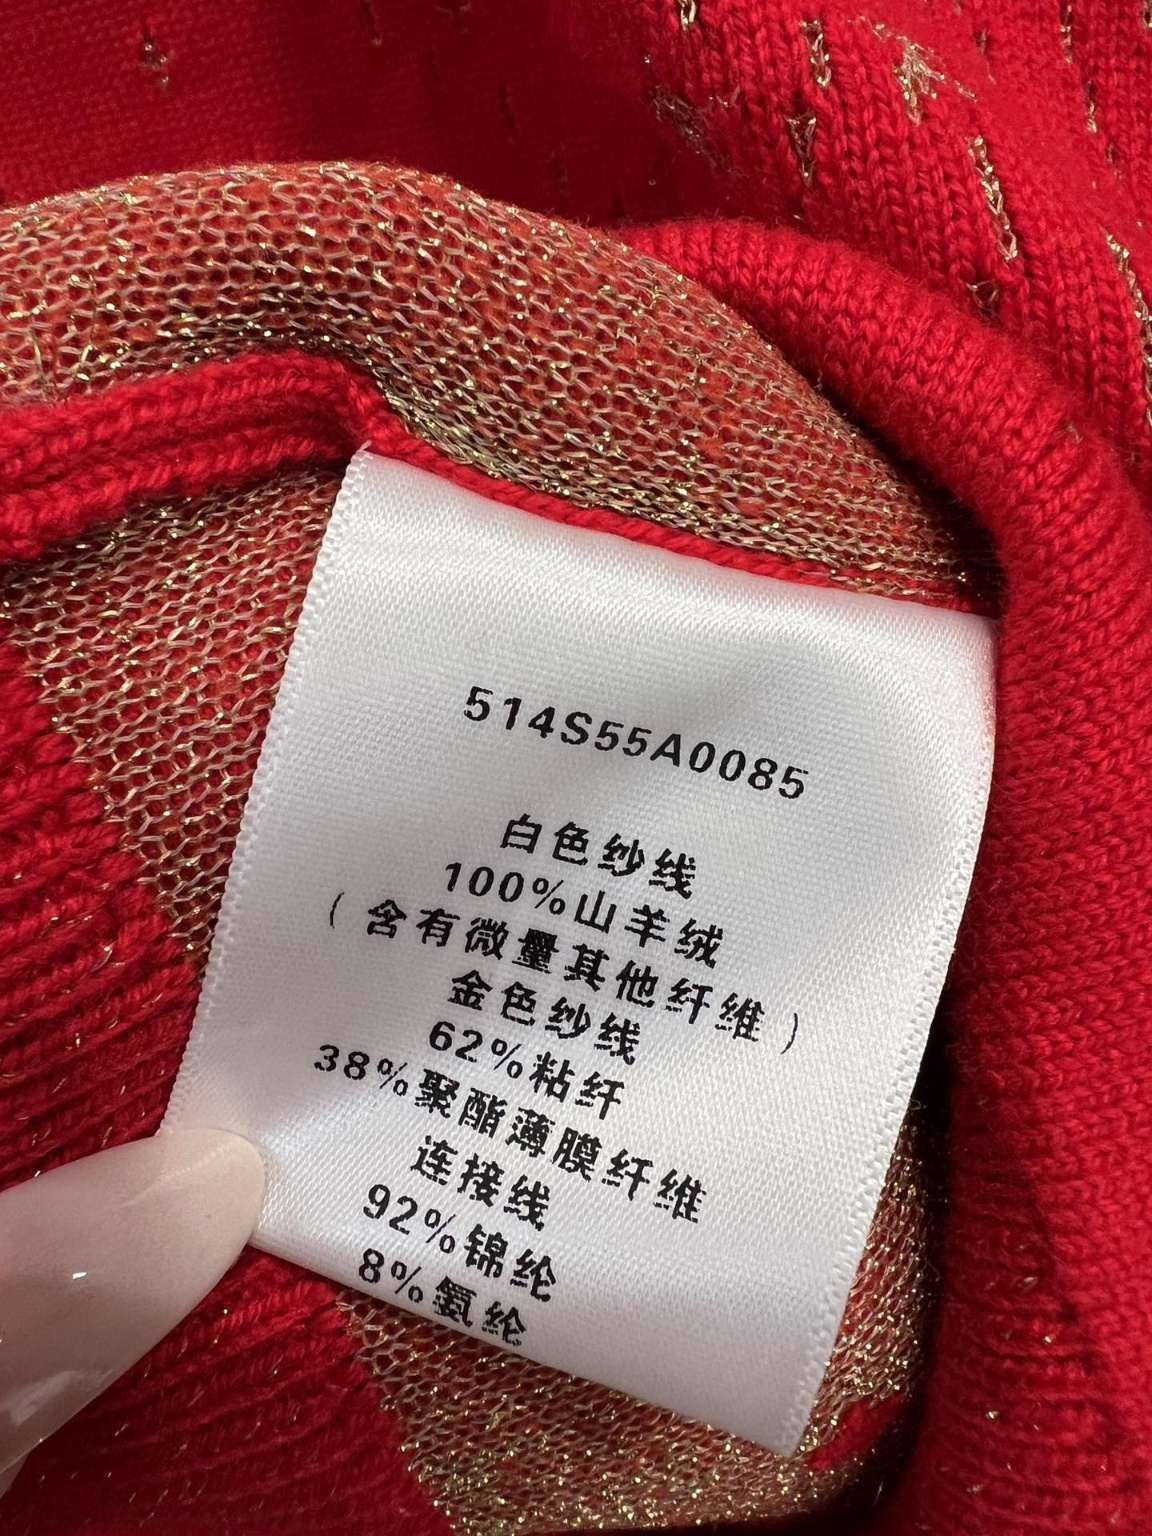 514S55A0085
白色纱线
100%山羊绒
（含有微量其他纤维）
金色纱线
62%粘纤
38%聚酯薄膜纤维
连接线
92%锦纶
8%氨纶